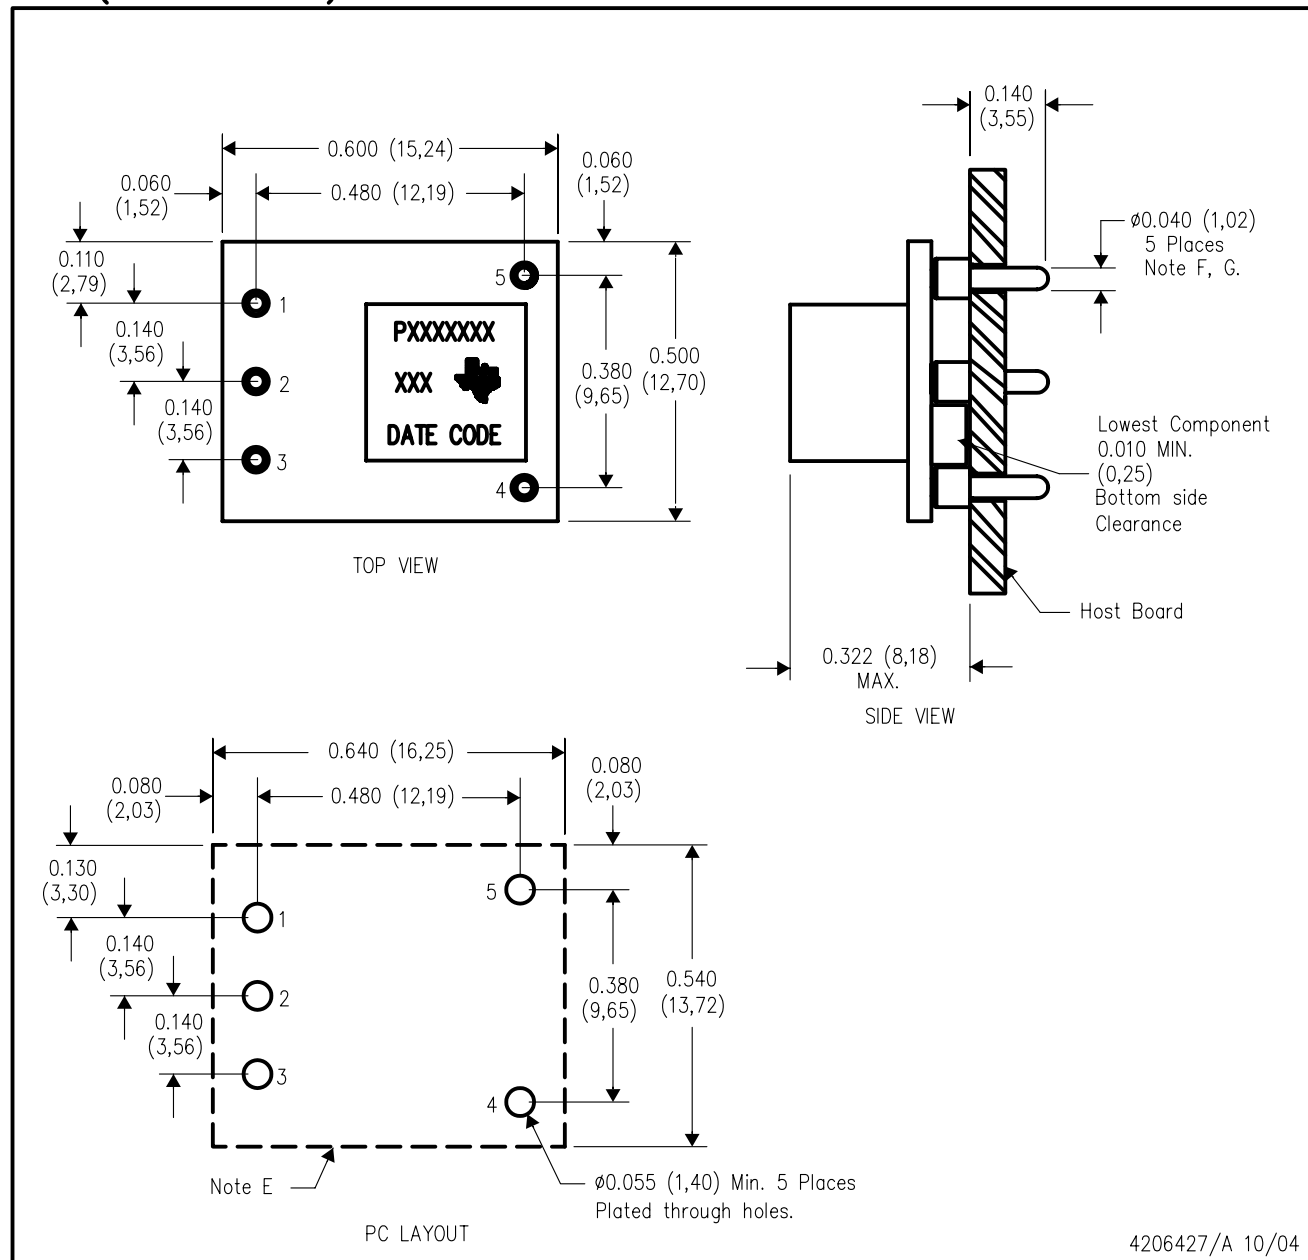 0.140
(3,55)
0.600 (15,24)
0.060
(1,52)
0.060
(1,52)
0.480 (12,19)
ø0.040 (1,02)
5 Places
Note F, G.
0.110
(2,79)
5
1
PXXXXXXX
0.140
(3,56)
0.500
(12,70)
0.380
(9,65)
2
XXX
0.140
(3,56)
DATE CODE
3
4
Lowest Component
0.010 MIN.
(0,25)
Bottom side
Clearance
TOP VIEW
Host Board
0.322 (8,18)
MAX.
SIDE VIEW
0.640 (16,25)
0.080
(2,03)
0.080
(2,03)
0.480 (12,19)
0.130
(3,30)
5
1
0.140
(3,56)
0.380
(9,65)
0.540
(13,72)
2
0.140
(3,56)
3
4
Note E
ø0.055 (1,40) Min. 5 Places
Plated through holes.
PC LAYOUT
4206427/A 10/04